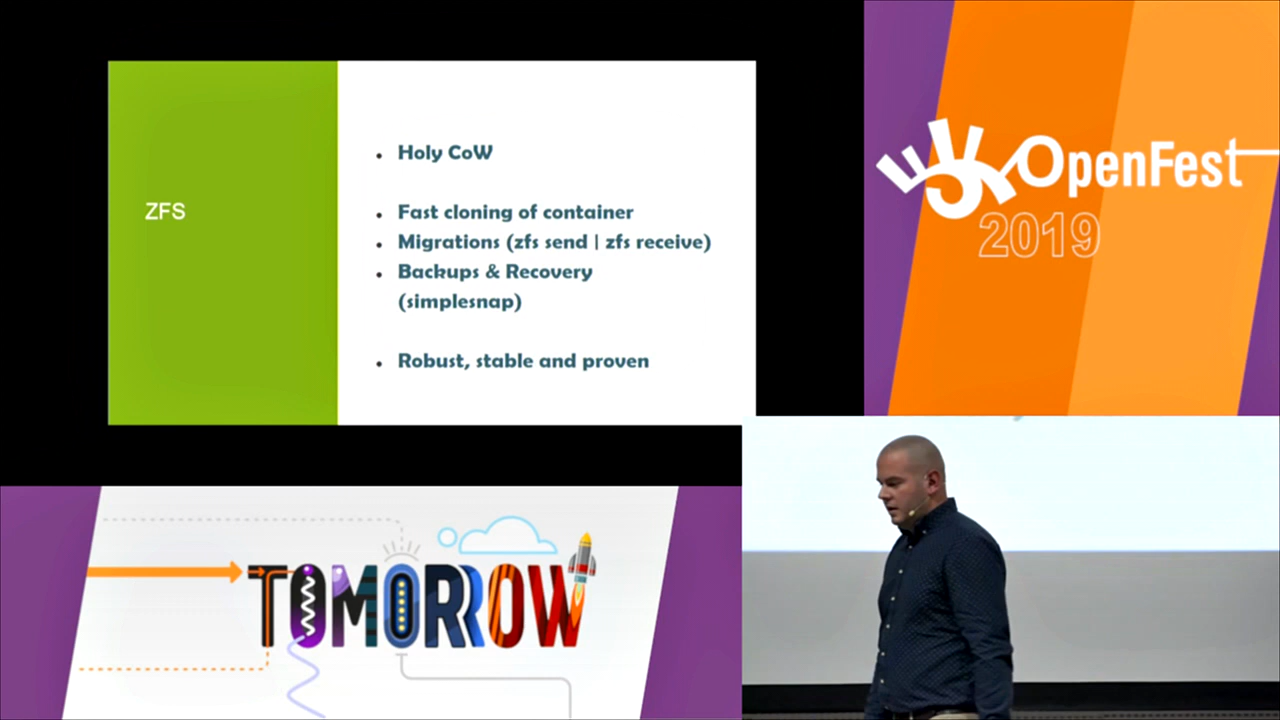 ZFS
Holy CoW
Fast cloning of container
Migrations (zfs send | zfs receive)
Backups & Recovery
(simplesnap)
Robust, stable and proven
OpenFest
2019
TOMORROW